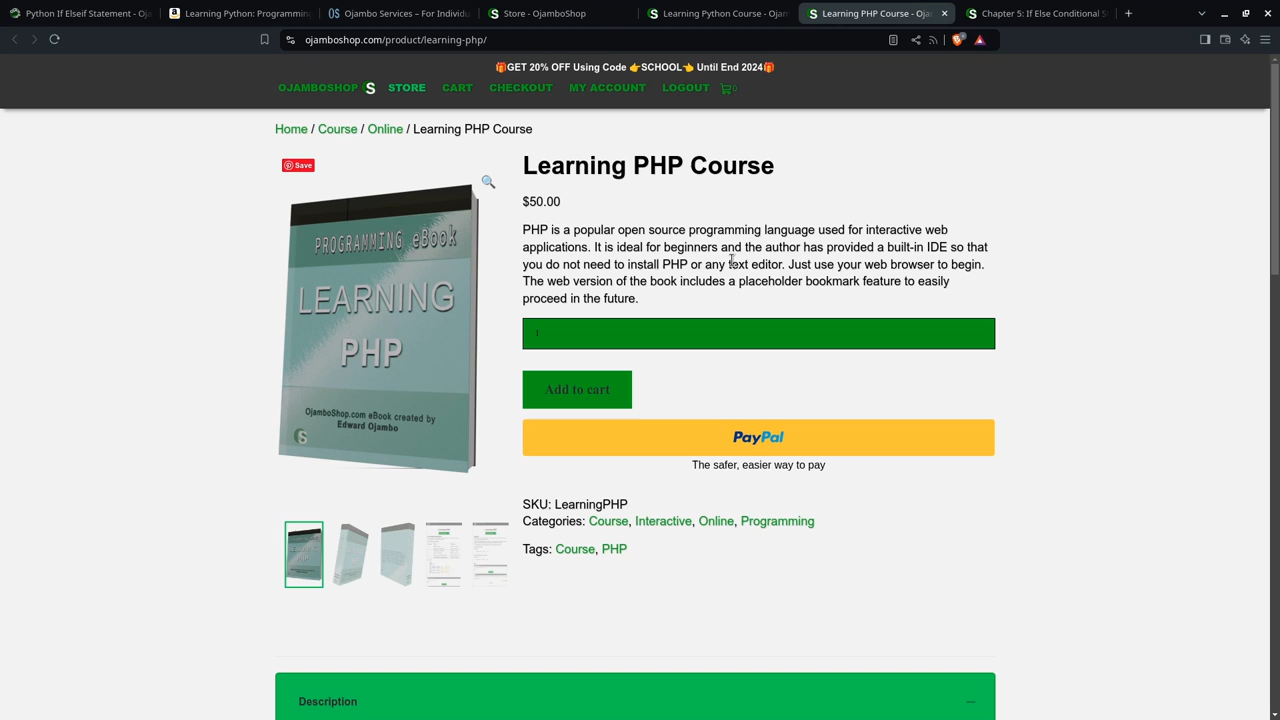 Python If Elseif Statement - Oj
Learning Python: Programmin
Ojambo Services – For Individu
Store - OjamboShop
Learning Python Course - Ojam
Learning PHP Course - Ojar
Chapter 5: If Else Conditional S
ojamboshop.com/product/learning-php/
🎁GET 20% OFF Using Code 👉SCHOOL👈 Until End 2024🎁
OJAMBOSHOP S STORE CART CHECKOUT MY ACCOUNT LOGOUT 0
Home / Course / Online / Learning PHP Course
Save
PROGRAMMING eBook
LEARNING
PHP
OjamboShop.com eBook created by
Edward Ojambo
S
Learning PHP Course
$50.00
PHP is a popular open source programming language used for interactive web
applications. It is ideal for beginners and the author has provided a built-in IDE so that
you do not need to install PHP or any text editor. Just use your web browser to begin.
The web version of the book includes a placeholder bookmark feature to easily
proceed in the future.
1
Add to cart
PayPal
The safer, easier way to pay
SKU: LearningPHP
Categories: Course, Interactive, Online, Programming
Tags: Course, PHP
Description